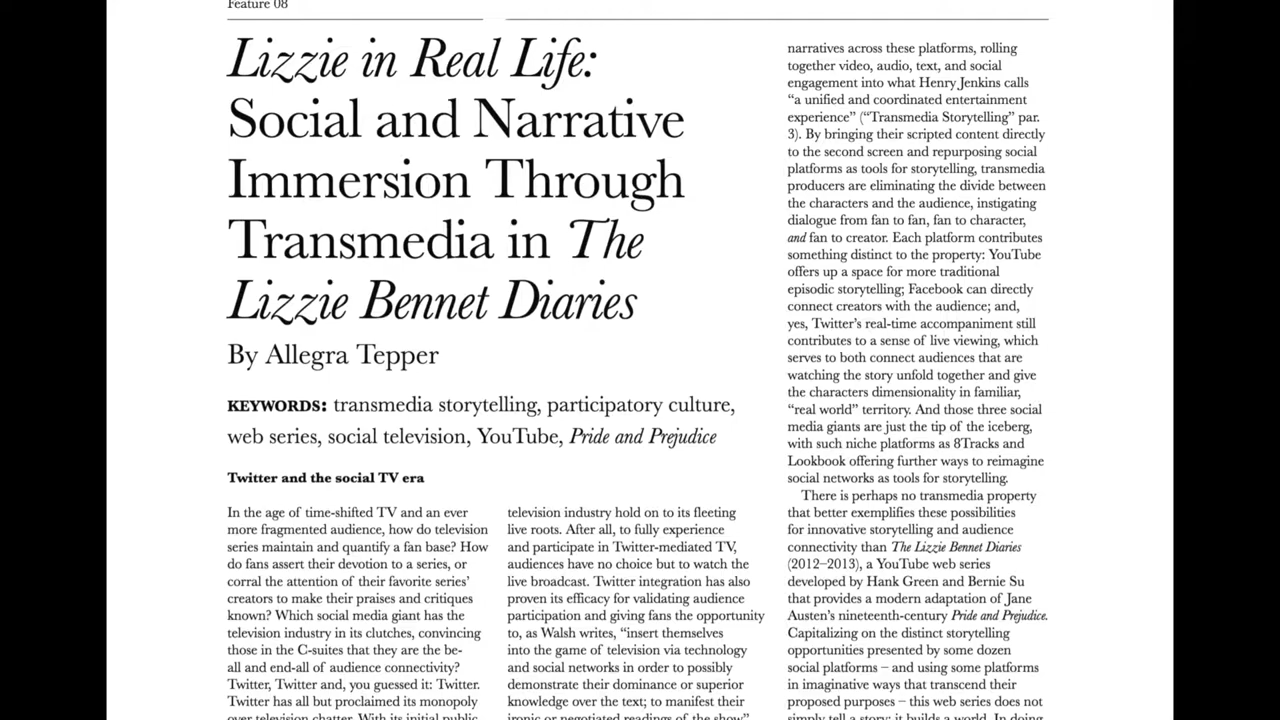 Feature 08
Lizzie in Real Life:
Social and Narrative
Immersion Through
Transmedia in The
Lizzie Bennet Diaries
By Allegra Tepper
KEYWORDS: transmedia storytelling, participatory culture,
web series, social television, YouTube, Pride and Prejudice
Twitter and the social TV era
In the age of time-shifted TV and an ever
more fragmented audience, how do television
series maintain and quantify a fan base? How
do fans assert their devotion to a series, or
corral the attention of their favorite series’
creators to make their praises and critiques
known? Which social media giant has the
television industry in its clutches, convincing
those in the C-suites that they are the be-
all and end-all of audience connectivity?
Twitter, Twitter and, you guessed it: Twitter.
Twitter has all but proclaimed its monopoly
over television chatter. With its initial public
television industry hold on to its fleeting
live roots. After all, to fully experience
and participate in Twitter-mediated TV,
audiences have no choice but to watch the
live broadcast. Twitter integration has also
proven its efficacy for validating audience
participation and giving fans the opportunity
to, as Walsh writes, “insert themselves
into the game of television via technology
and social networks in order to possibly
demonstrate their dominance or superior
knowledge over the text; to manifest their
ironic or negotiated readings of the show”
narratives across these platforms, rolling
together video, audio, text, and social
engagement into what Henry Jenkins calls
“a unified and coordinated entertainment
experience” (“Transmedia Storytelling” par.
3). By bringing their scripted content directly
to the second screen and repurposing social
platforms as tools for storytelling, transmedia
producers are eliminating the divide between
the characters and the audience, instigating
dialogue from fan to fan, fan to character,
and fan to creator. Each platform contributes
something distinct to the property: YouTube
offers up a space for more traditional
episodic storytelling; Facebook can directly
connect creators with the audience; and,
yes, Twitter’s real-time accompaniment still
contributes to a sense of live viewing, which
serves to both connect audiences that are
watching the story unfold together and give
the characters dimensionality in familiar,
“real world” territory. And those three social
media giants are just the tip of the iceberg,
with such niche platforms as 8Tracks and
Lookbook offering further ways to reimagine
social networks as tools for storytelling.
There is perhaps no transmedia property
that better exemplifies these possibilities
for innovative storytelling and audience
connectivity than The Lizzie Bennet Diaries
(2012–2013), a YouTube web series
developed by Hank Green and Bernie Su
that provides a modern adaptation of Jane
Austen’s nineteenth-century Pride and Prejudice.
Capitalizing on the distinct storytelling
opportunities presented by some dozen
social platforms – and using some platforms
in imaginative ways that transcend their
proposed purposes – this web series does not
simply tell a story; it builds a world. In doing